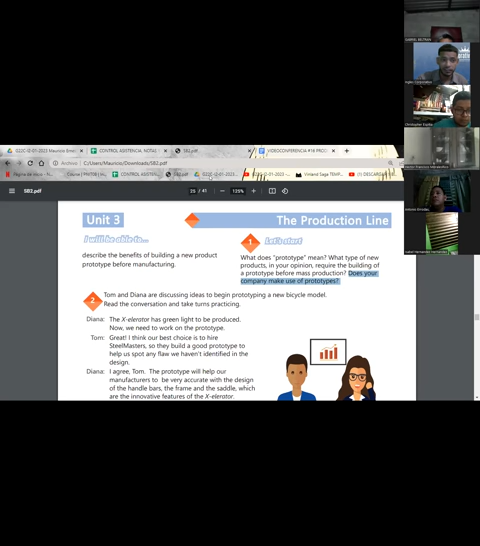 SB2.pdf
Archivo | C:/Users/Mauricio/Downloads/SB2.pdf
SB2.pdf
25 / 41
125%
Unit 3
The Production Line
I will be able to...
describe the benefits of building a new product
prototype before manufacturing.
1
Let's start
What does "prototype" mean? What type of new
products, in your opinion, require the building of
a prototype before mass production? Does your
company make use of prototypes?
2
Tom and Diana are discussing ideas to begin prototyping a new bicycle model.
Read the conversation and take turns practicing.
Diana: The X-elerator has green light to be produced.
Now, we need to work on the prototype.
Tom: Great! I think our best choice is to hire
SteelMasters, so they build a good prototype to
help us spot any flaw we haven't identified in the
design.
Diana: I agree, Tom. The prototype will help our
manufacturers to be very accurate with the design
of the handle bars, the frame and the saddle, which
are the innovative features of the X-elerator.